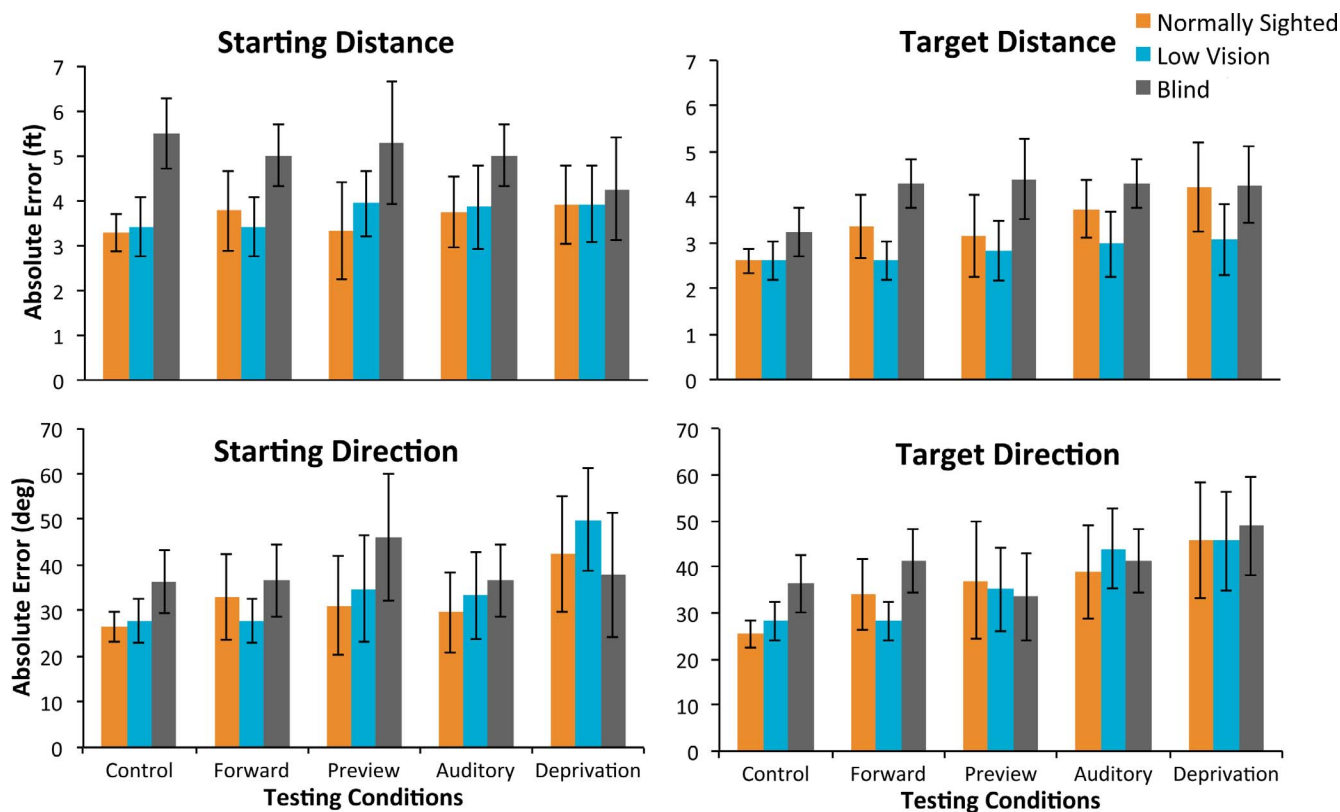 Starting Distance
Absolute Error (ft)
7
6
5
4
3
2
1
0
Target Distance
Normally Sighted
Low Vision
Blind
7
6
5
4
3
2
1
0
Starting Direction
Absolute Error (deg)
70
60
50
40
30
20
10
0
Control Forward Preview Auditory Deprivation
Testing Conditions
Target Direction
70
60
50
40
30
20
10
0
Control Forward Preview Auditory Deprivation
Testing Conditions